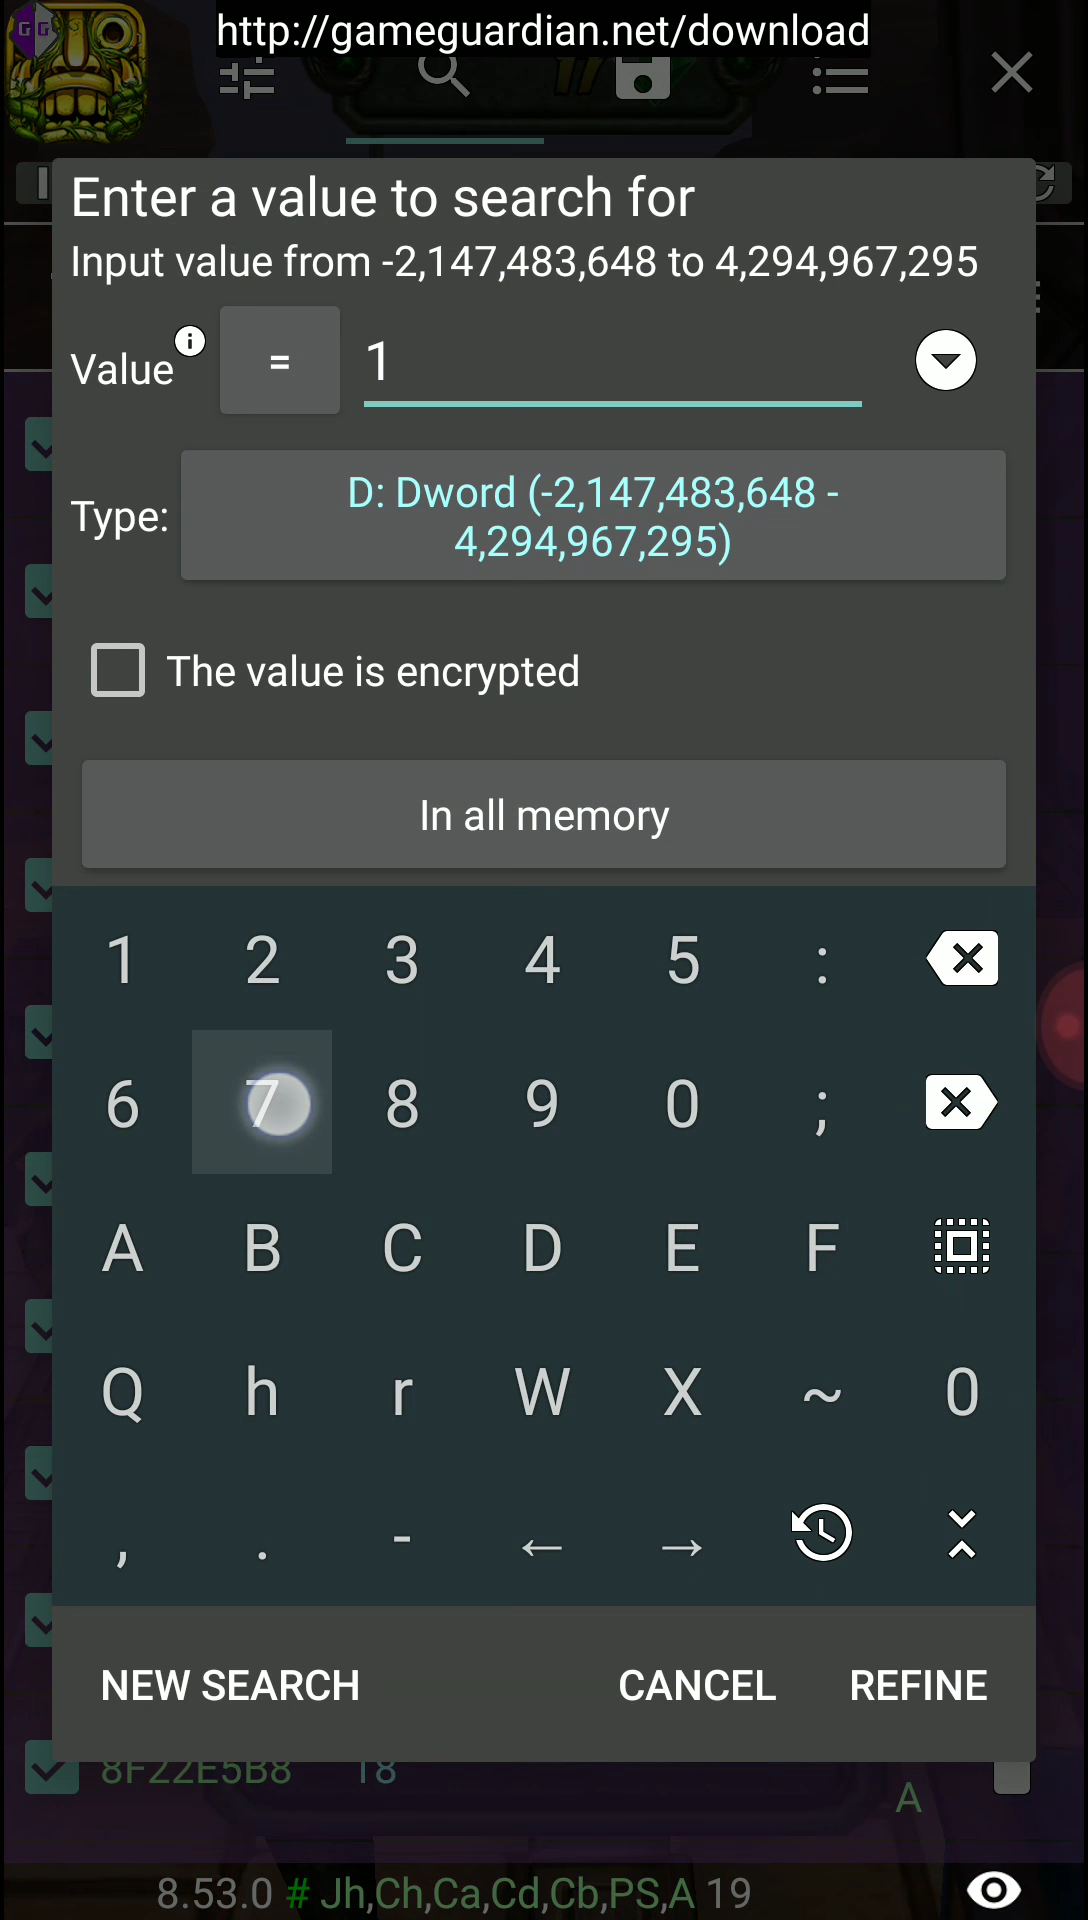 http://gameguardian.net/download
17
Enter a value to search for
Input value from -2,147,483,648 to 4,294,967,295
Value
i
=
1
Type:
D: Dword (-2,147,483,648 -
4,294,967,295)
The value is encrypted
In all memory
1 2 3 4 5 :
6 7 8 9 0 ;
A B C D E F
Q h r W X ~ 0
, . - ← →
NEW SEARCH CANCEL REFINE
8F22E5B8 18
A
8.53.0 # Jh,Ch,Ca,Cd,Cb,PS,A 19